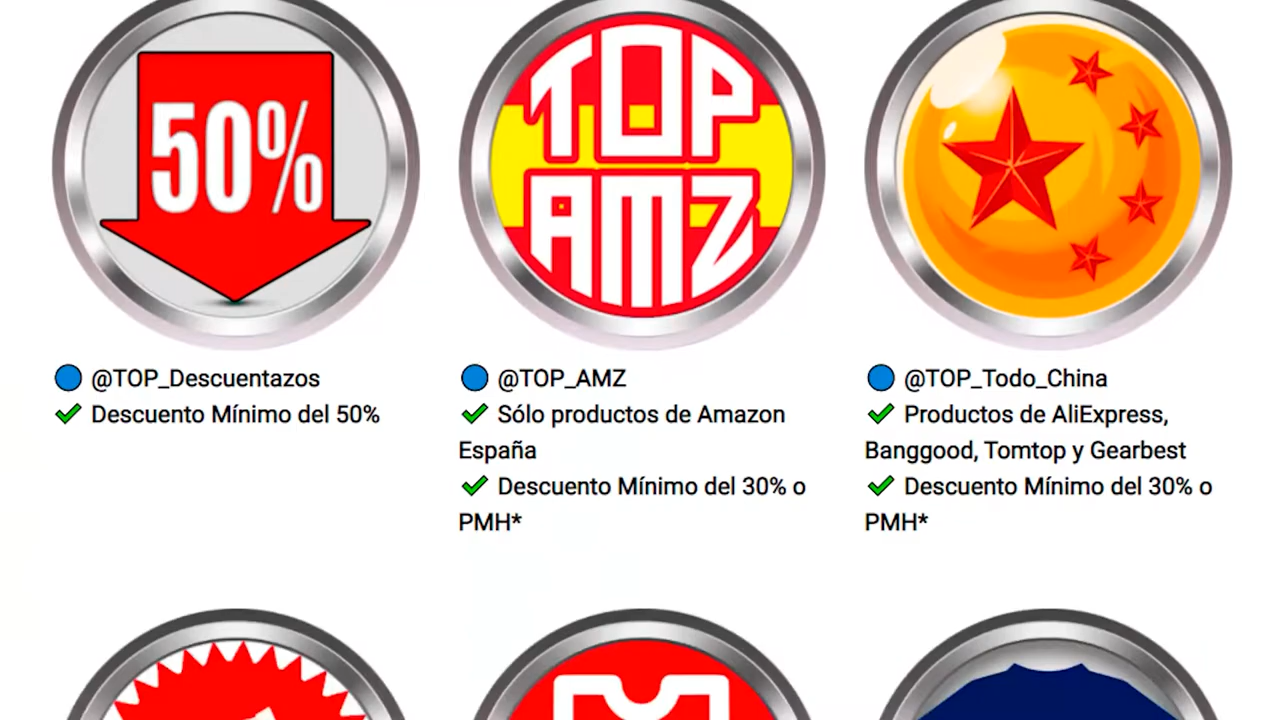 50%
TOP
AMZ
@TOP_Descuentazos
Descuento Mínimo del 50%
@TOP_AMZ
Sólo productos de Amazon
España
Descuento Mínimo del 30% o
PMH*
@TOP_Todo_China
Productos de AliExpress,
Banggood, Tomtop y Gearbest
Descuento Mínimo del 30% o
PMH*